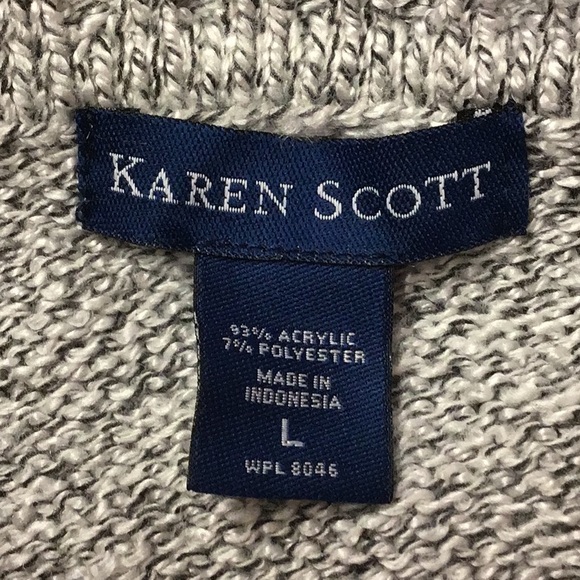 KAREN SCOTT
93% ACRYLIC
7% POLYESTER
MADE IN
INDONESIA
L
WPL 8046